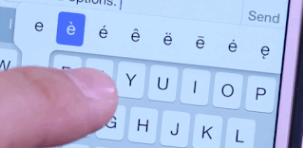 options.
Send
e è é ê ë ē ė ę
W Y U I O P
G H J K L